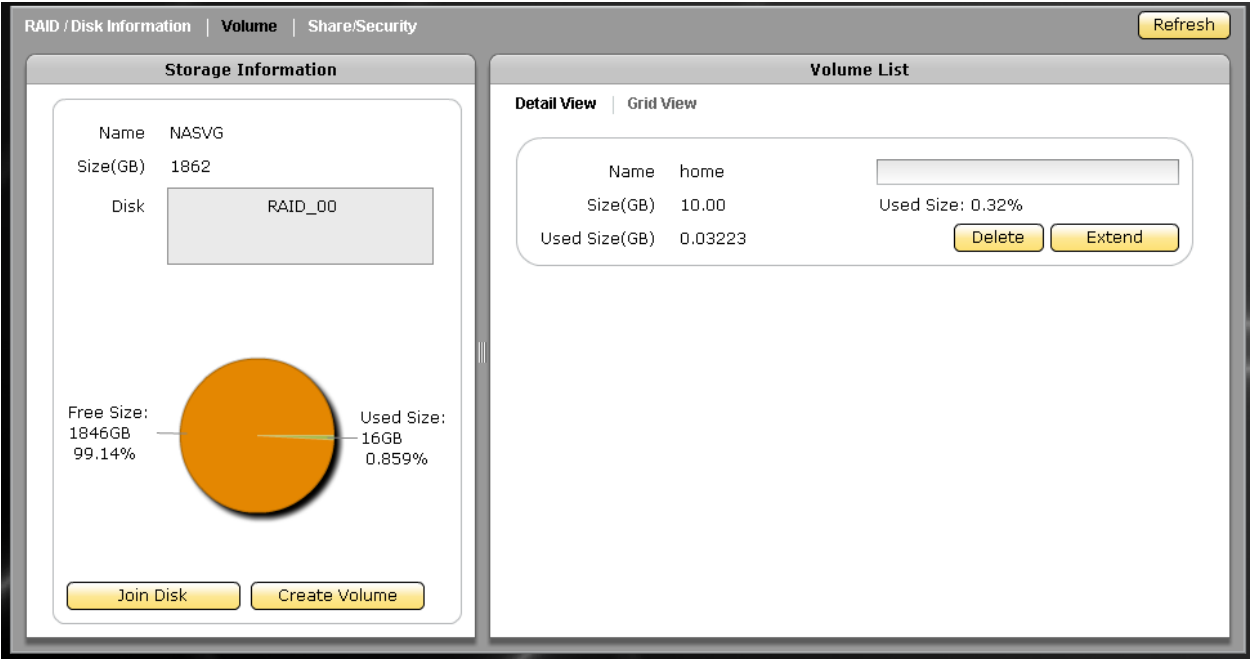 RAID / Disk Information | Volume | Share/Security
Refresh
Storage Information
Name NASVG
Size(GB) 1862
Disk RAID_00
Free Size:
1846GB
99.14%
Used Size:
16GB
0.859%
Join Disk
Create Volume
Volume List
Detail View | Grid View
Name home
Size(GB) 10.00
Used Size: 0.32%
Used Size(GB) 0.03223
Delete
Extend